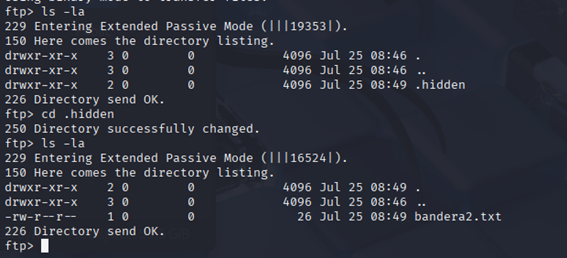 ftp> ls -la
229 Entering Extended Passive Mode (|||19353|).
150 Here comes the directory listing.
drwxr-xr-x    3 0        0            4096 Jul 25 08:46 .
drwxr-xr-x    3 0        0            4096 Jul 25 08:46 ..
drwxr-xr-x    2 0        0            4096 Jul 25 08:49 .hidden
226 Directory send OK.
ftp> cd .hidden
250 Directory successfully changed.
ftp> ls -la
229 Entering Extended Passive Mode (|||16524|).
150 Here comes the directory listing.
drwxr-xr-x    2 0        0            4096 Jul 25 08:49 .
drwxr-xr-x    3 0        0            4096 Jul 25 08:46 ..
-rw-r--r--    1 0        0              26 Jul 25 08:49 bandera2.txt
226 Directory send OK.
ftp>